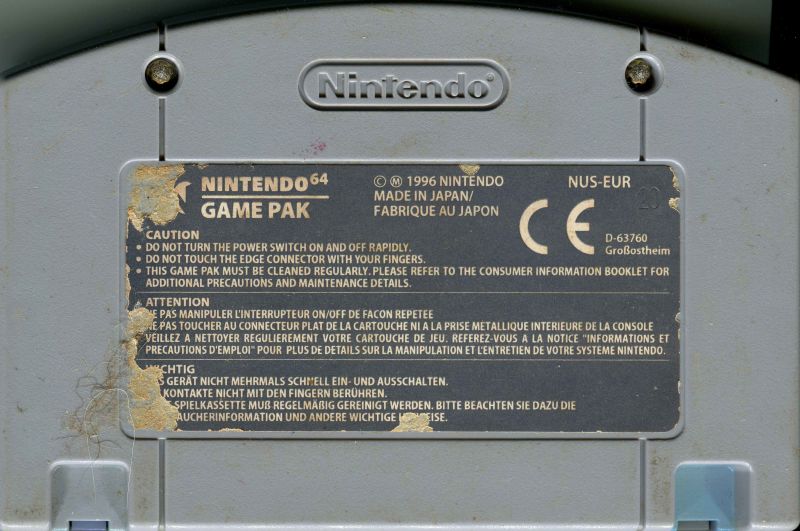 Nintendo®
NINTENDO 64
GAME PAK
© Ⓜ 1996 NINTENDO
MADE IN JAPAN/
FABRIQUE AU JAPON
NUS-EUR
20
CE
D-63760
Großostheim
CAUTION
• DO NOT TURN THE POWER SWITCH ON AND OFF RAPIDLY.
• DO NOT TOUCH THE EDGE CONNECTOR WITH YOUR FINGERS.
• THIS GAME PAK MUST BE CLEANED REGULARLY. PLEASE REFER TO THE CONSUMER INFORMATION BOOKLET FOR
ADDITIONAL PRECAUTIONS AND MAINTENANCE DETAILS.
ATTENTION
NE PAS MANIPULER L'INTERRUPTEUR ON/OFF DE FACON REPETEE
NE PAS TOUCHER AU CONNECTEUR PLAT DE LA CARTOUCHE NI A LA PRISE METALLIQUE INTERIEURE DE LA CONSOLE
VEILLEZ A NETTOYER REGULIEREMENT VOTRE CARTOUCHE DE JEU. REFEREZ-VOUS A LA NOTICE "INFORMATIONS ET
PRECAUTIONS D'EMPLOI" POUR PLUS DE DETAILS SUR LA MANIPULATION ET L'ENTRETIEN DE VOTRE SYSTEME NINTENDO.
GERÄT NICHT MEHRMALS SCHNELL EIN- UND AUSSCHALTEN.
KONTAKTE NICHT MIT DEN FINGERN BERÜHREN.
SPIELKASSETTE MUß REGELMÄßIG GEREINIGT WERDEN. BITTE BEACHTEN SIE DAZU DIE
UND ANDERE WICHTIGE